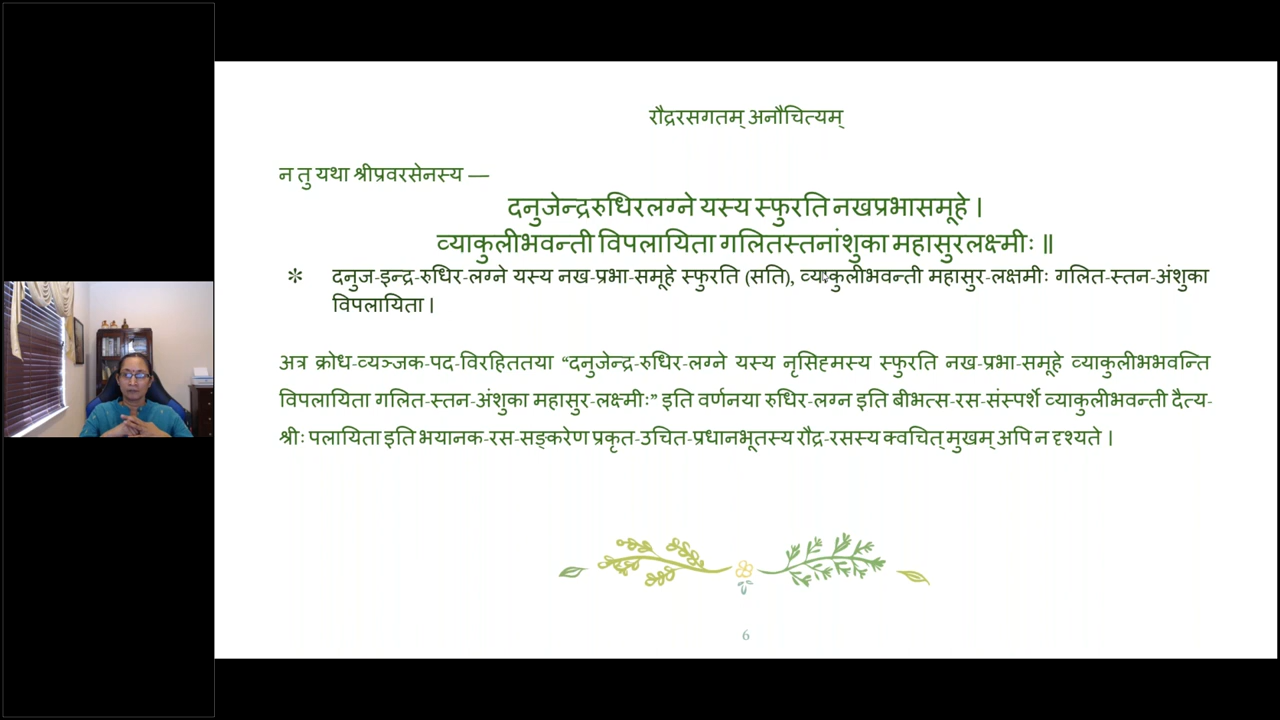 रौद्ररसगतम् अनौचित्यम्
न तु यथा श्रीप्रवरसेनस्य —
दनुजेन्द्ररुधिरलग्ने यस्य स्फुरति नखप्रभासमूहे ।
व्याकुलीभवन्ती विपलायिता गलितस्तनांशुका महासुरलक्ष्मीः ॥
✻ दनुज-इन्द्र-रुधिर-लग्ने यस्य नख-प्रभा-समूहे स्फुरति (सति), व्याकुलीभवन्ती महासुर-लक्षमीः गलित-स्तन-अंशुका
विपलायिता ।
अत्र क्रोध-व्यञ्जक-पद-विरहिततया “दनुजेन्द्र-रुधिर-लग्ने यस्य नृसिह्मस्य स्फुरति नख-प्रभा-समूहे व्याकुलीभभवन्ति
विपलायिता गलित-स्तन-अंशुका महासुर-लक्ष्मीः” इति वर्णनया रुधिर-लग्न इति बीभत्स-रस-संस्पर्शे व्याकुलीभवन्ती दैत्य-
श्रीः पलायिता इति भयानक-रस-सङ्करेण प्रकृत-उचित-प्रधानभूतस्य रौद्र-रसस्य क्वचित् मुखम् अपि न दृश्यते ।
6